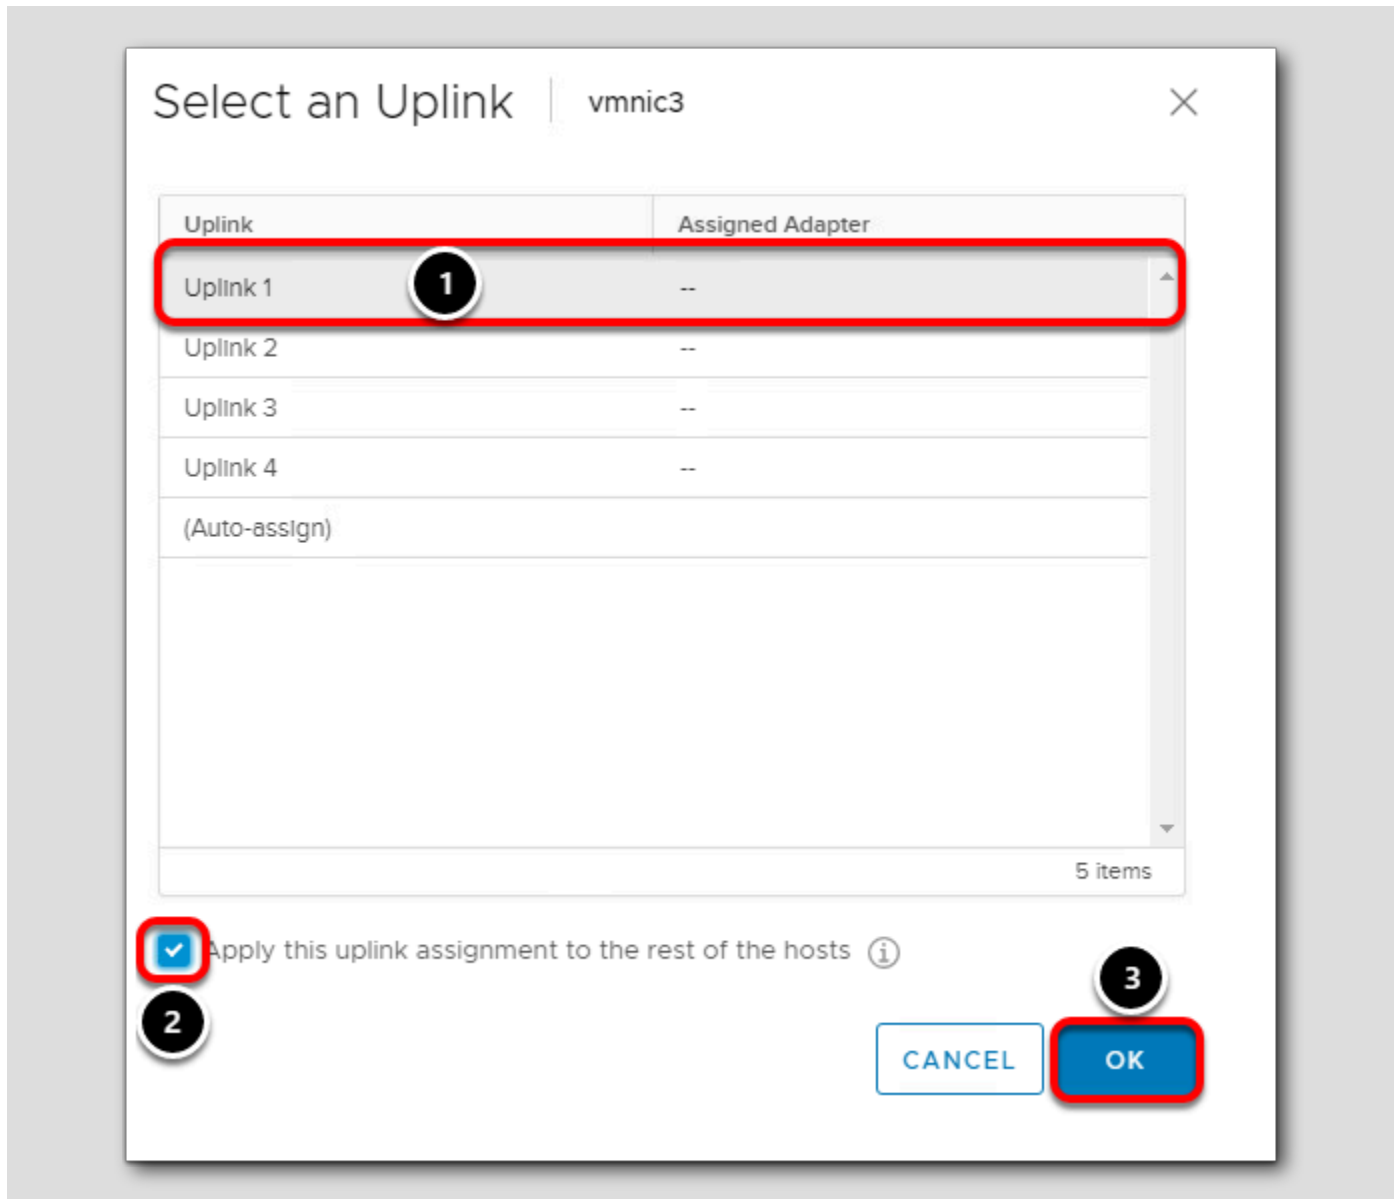 Select an Uplink vmnic3
Uplink Assigned Adapter
Uplink 1 1 --
Uplink 2 --
Uplink 3 --
Uplink 4 --
(Auto-assign)
5 items
Apply this uplink assignment to the rest of the hosts i
3
2
CANCEL OK